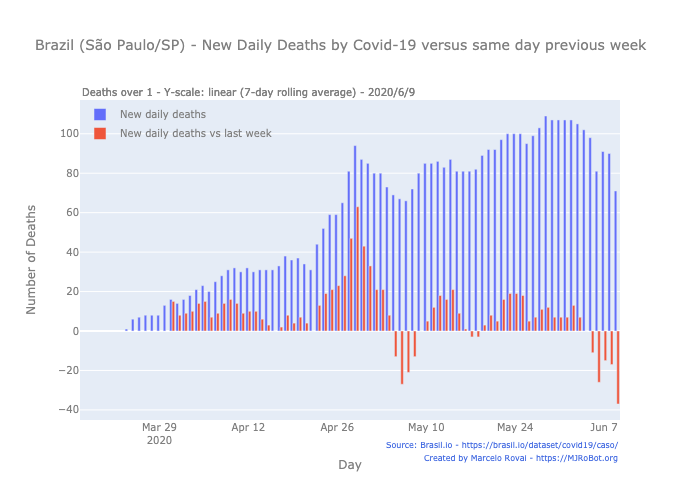 Brazil (São Paulo/SP) - New Daily Deaths by Covid-19 versus same day previous week
Deaths over 1 - Y-scale: linear (7-day rolling average) - 2020/6/9
New daily deaths
New daily deaths vs last week
Number of Deaths
100
80
60
40
20
0
−20
−40
Mar 29
2020
Apr 12
Apr 26
May 10
May 24
Jun 7
Day
Source: Brasil.io - https://brasil.io/dataset/covid19/caso/
Created by Marcelo Rovai - https://MJRoBot.org